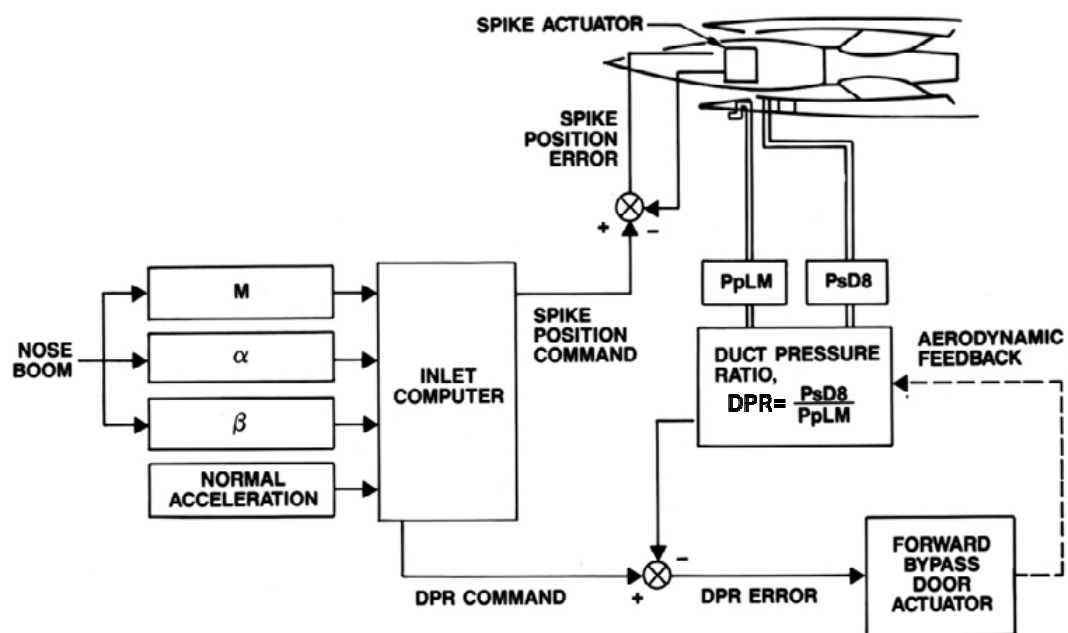 SPIKE ACTUATOR
SPIKE
POSITION
ERROR
+
−
M
PpLM
PsD8
NOSE
BOOM
α
INLET
COMPUTER
SPIKE
POSITION
COMMAND
DUCT PRESSURE
RATIO,
DPR= PsD8
PpLM
AERODYNAMIC
FEEDBACK
β
NORMAL
ACCELERATION
−
+
DPR COMMAND
DPR ERROR
FORWARD
BYPASS
DOOR
ACTUATOR